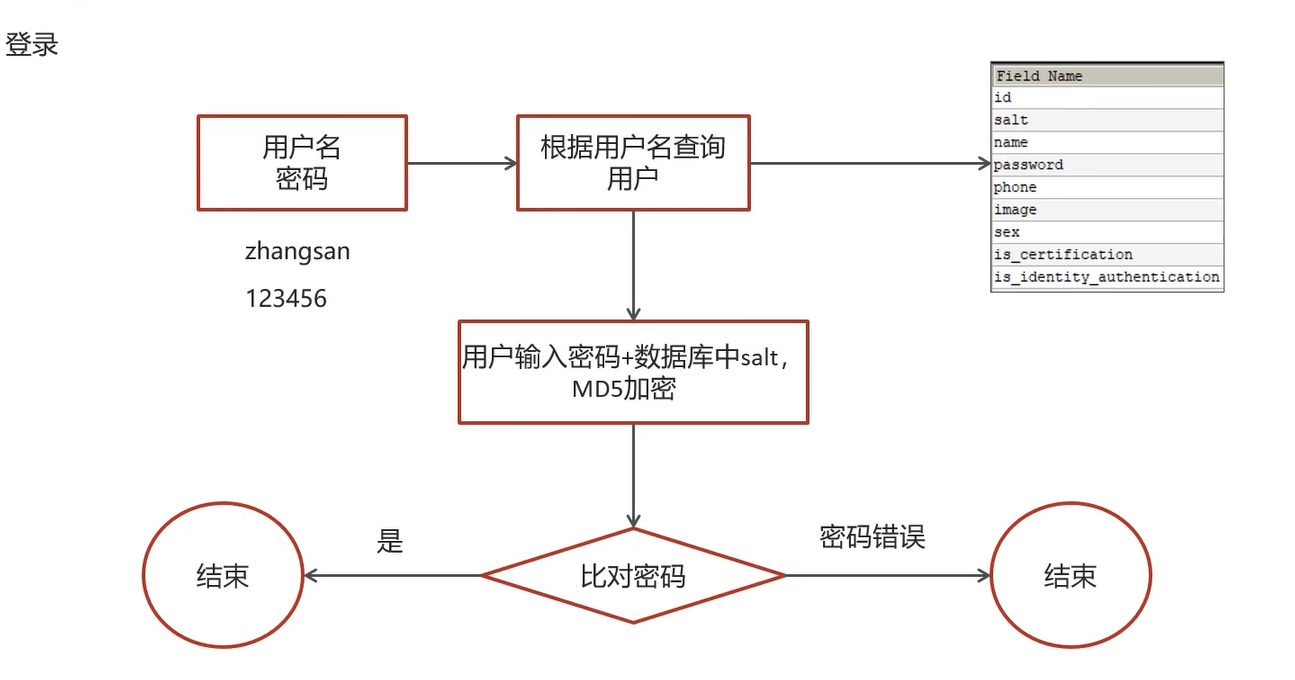 登录
用户名
密码
zhangsan
123456
根据用户名查询
用户
Field Name
id
salt
name
password
phone
image
sex
is_certification
is_identity_authentication
用户输入密码+数据库中salt，
MD5加密
是
比对密码
密码错误
结束
结束